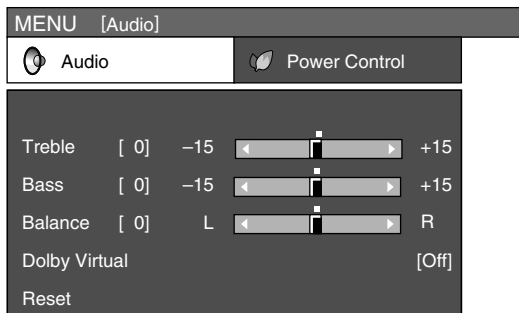 MENU [Audio]
Audio Power Control
Treble [ 0] –15 +15
Bass [ 0] –15 +15
Balance [ 0] L R
Dolby Virtual [Off]
Reset